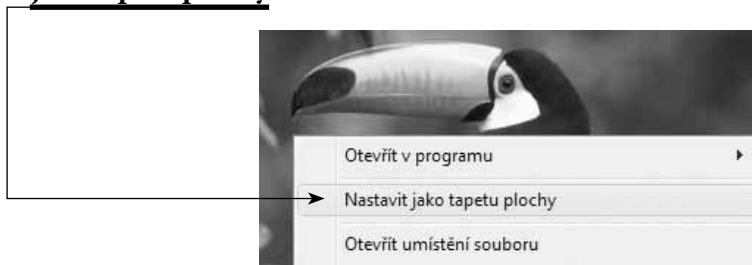 Otevřít v programu
Nastavit jako tapetu plochy
Otevřít umístění souboru